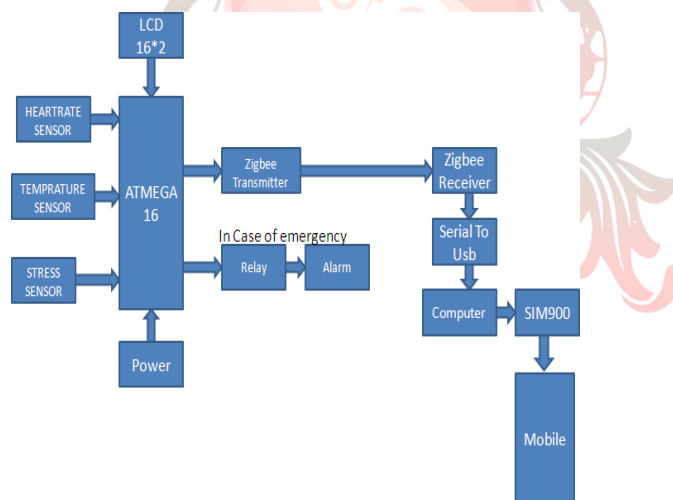 LCD
16*2
HEARTRATE
SENSOR
TEMPRATURE
SENSOR
STRESS
SENSOR
ATMEGA
16
Power
Zigbee
Transmitter
In Case of emergency
Relay
Alarm
Zigbee
Receiver
Serial To
Usb
Computer
SIM900
Mobile